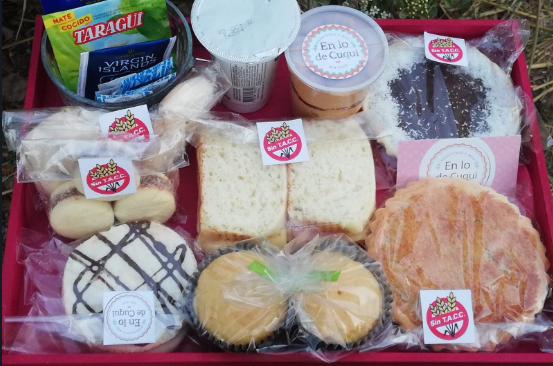 MATE
COCIDO
TARAGUI
VIRGIN
ISLANDS
En lo
de Cuqui
Sin T.A.C.C.
Sin T.A.C.C.
Sin T.A.C.C.
Sin T.A.C.C.
En lo
de Cuqui
En lo
de Cuqui
Sin T.A.C.C.